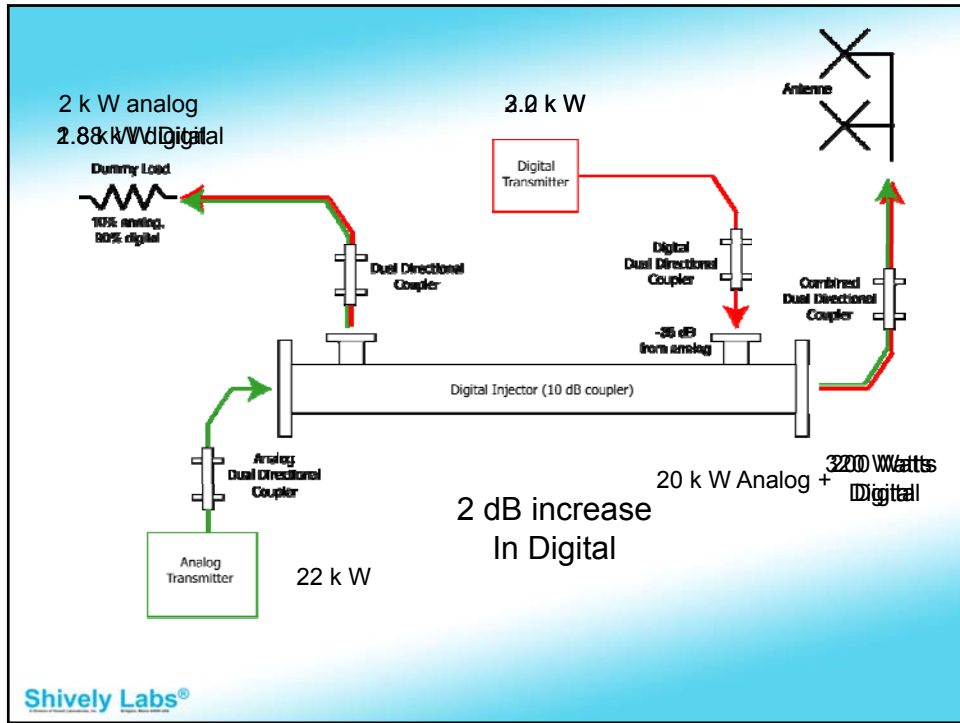 2 k W analog
Dummy Load
10% analog,
90% digital
Dual Directional
Coupler
k W
Digital
Transmitter
Digital
Dual Directional
Coupler
-35 dB
from analog
Antenna
Combined
Dual Directional
Coupler
Digital Injector (10 dB coupler)
Analog
Dual Directional
Coupler
Analog
Transmitter
22 k W
20 k W Analog +
Watts
Digital
2 dB increase
In Digital
Shively Labs®